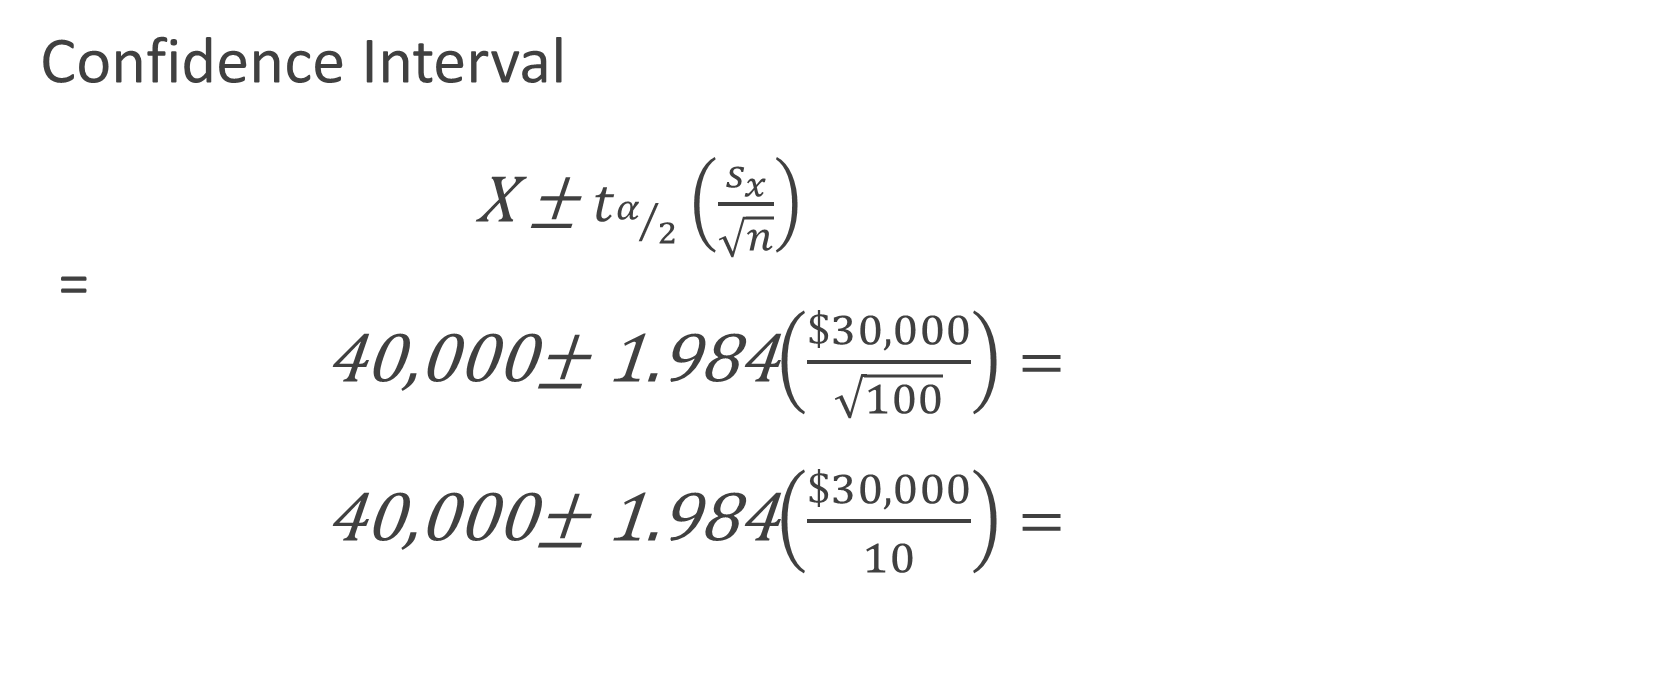 Confidence Interval
X ± tα/2 (sx/√n)
=
40,000± 1.984($30,000/√100) =
40,000± 1.984($30,000/10) =